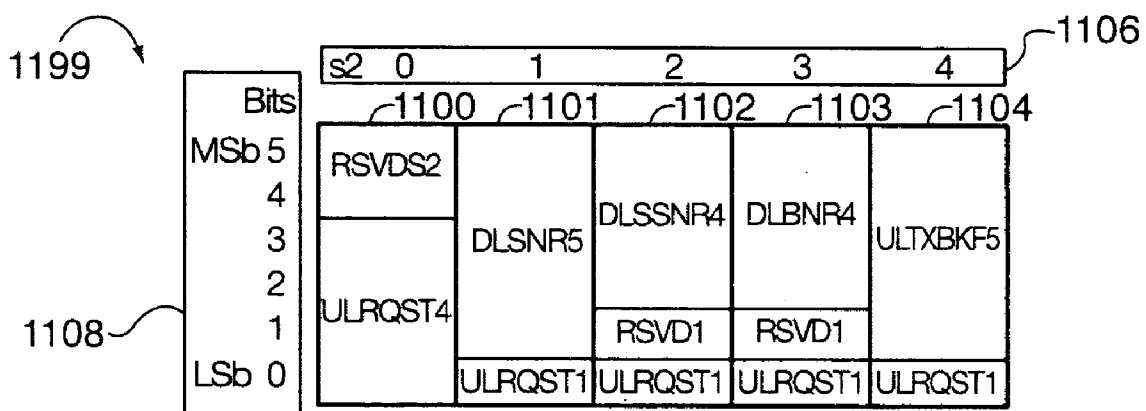 1199
1106
s2 0 1 2 3 4
Bits
1100 1101 1102 1103 1104
MSb 5
4
3
2
1
LSb 0
1108
RSVDS2
ULRQST4
DLSNR5
ULRQST1
DLSSNR4
RSVD1
ULRQST1
DLBNR4
RSVD1
ULRQST1
ULTXBKF5
ULRQST1